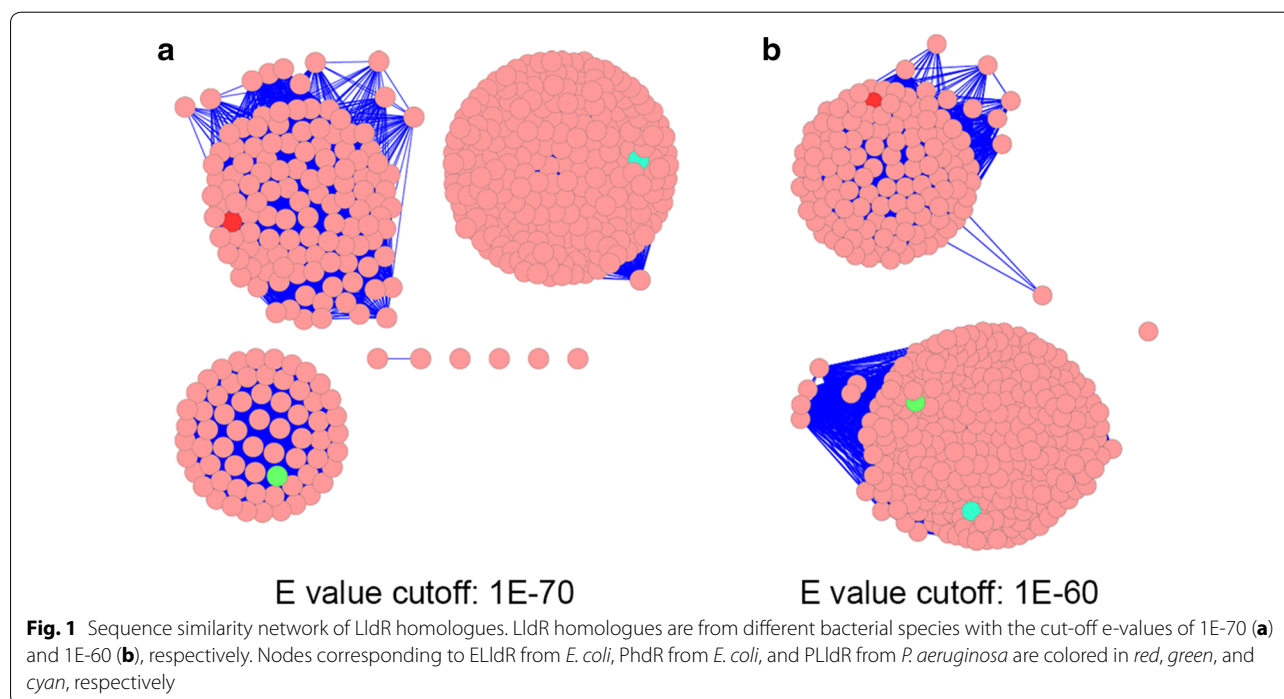 a
b
E value cutoff: 1E-70
E value cutoff: 1E-60
Fig. 1 Sequence similarity network of LldR homologues. LldR homologues are from different bacterial species with the cut-off e-values of 1E-70 (a)
and 1E-60 (b), respectively. Nodes corresponding to ELldR from E. coli, PhdR from E. coli, and PLldR from P. aeruginosa are colored in red, green, and
cyan, respectively